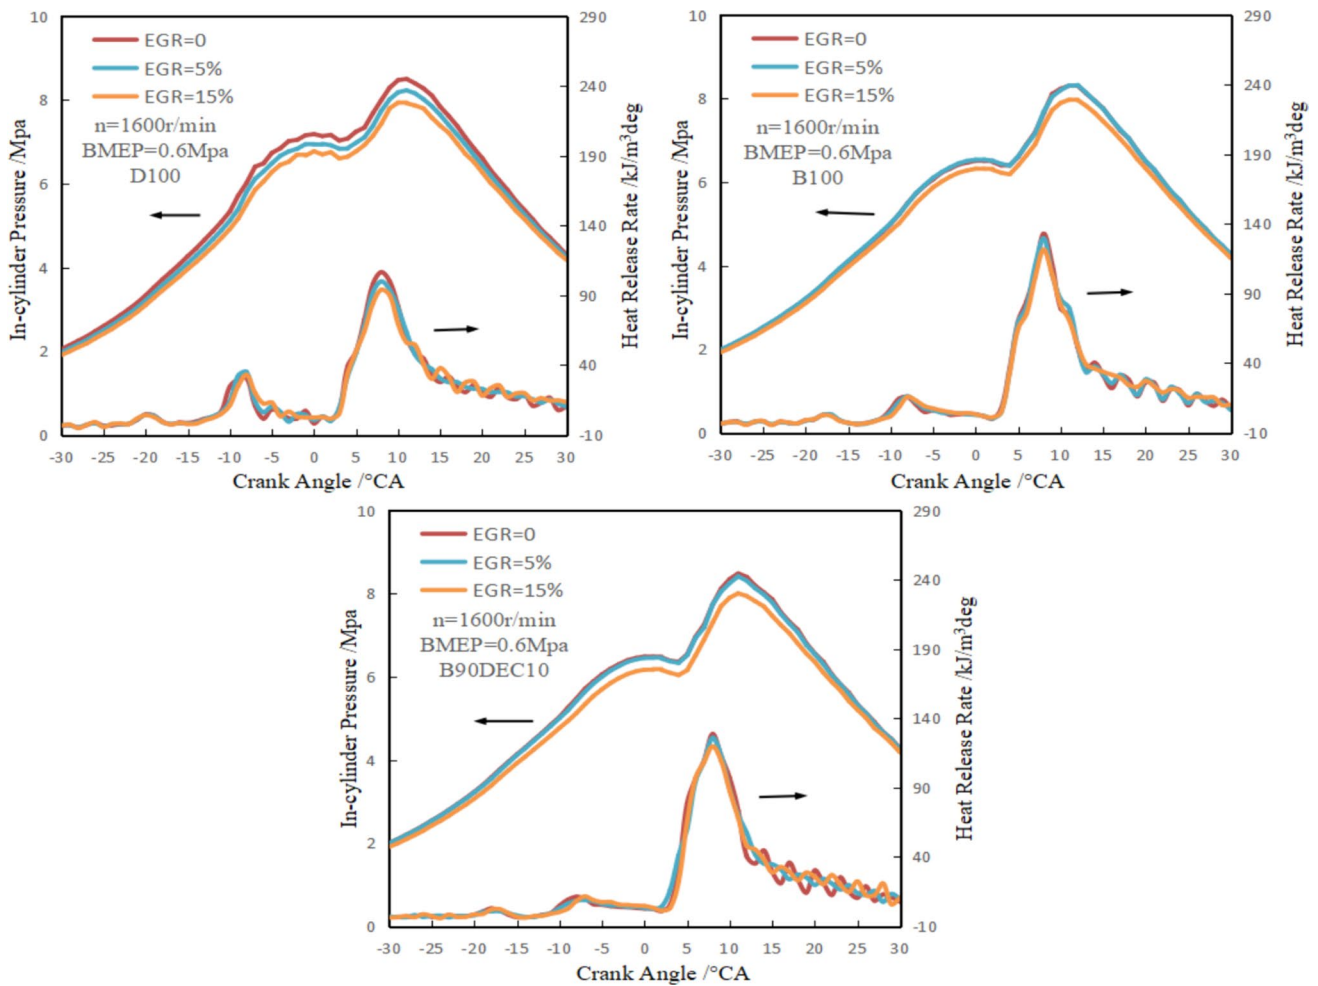 10
8
6
4
2
0
In-cylinder Pressure /Mpa
EGR=0
EGR=5%
EGR=15%
n=1600r/min
BMEP=0.6Mpa
D100
290
240
190
140
90
40
-10
Heat Release Rate /kJ/m³deg
-30 -25 -20 -15 -10 -5 0 5 10 15 20 25 30
Crank Angle /°CA
10
8
6
4
2
0
In-cylinder Pressure /Mpa
EGR=0
EGR=5%
EGR=15%
n=1600r/min
BMEP=0.6Mpa
B100
290
240
190
140
90
40
-10
Heat Release Rate /kJ/m³deg
-30 -25 -20 -15 -10 -5 0 5 10 15 20 25 30
Crank Angle /°CA
10
8
6
4
2
0
In-cylinder Pressure /Mpa
EGR=0
EGR=5%
EGR=15%
n=1600r/min
BMEP=0.6Mpa
B90DEC10
290
240
190
140
90
40
-10
Heat Release Rate /kJ/m³deg
-30 -25 -20 -15 -10 -5 0 5 10 15 20 25 30
Crank Angle /°CA